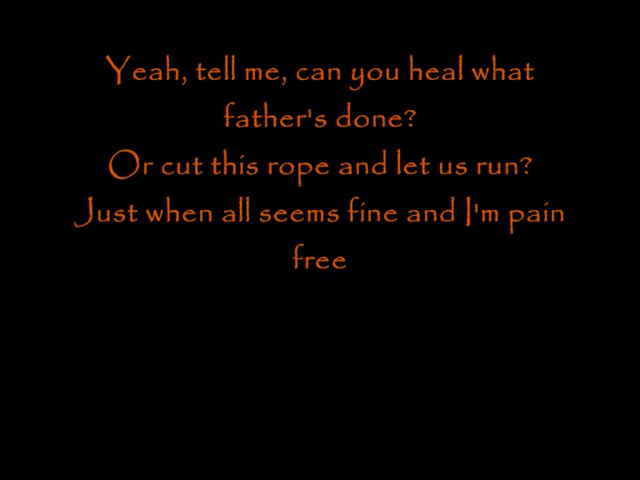 Yeah, tell me, can you heal what
father's done?
Or cut this rope and let us run?
Just when all seems fine and I'm pain
free